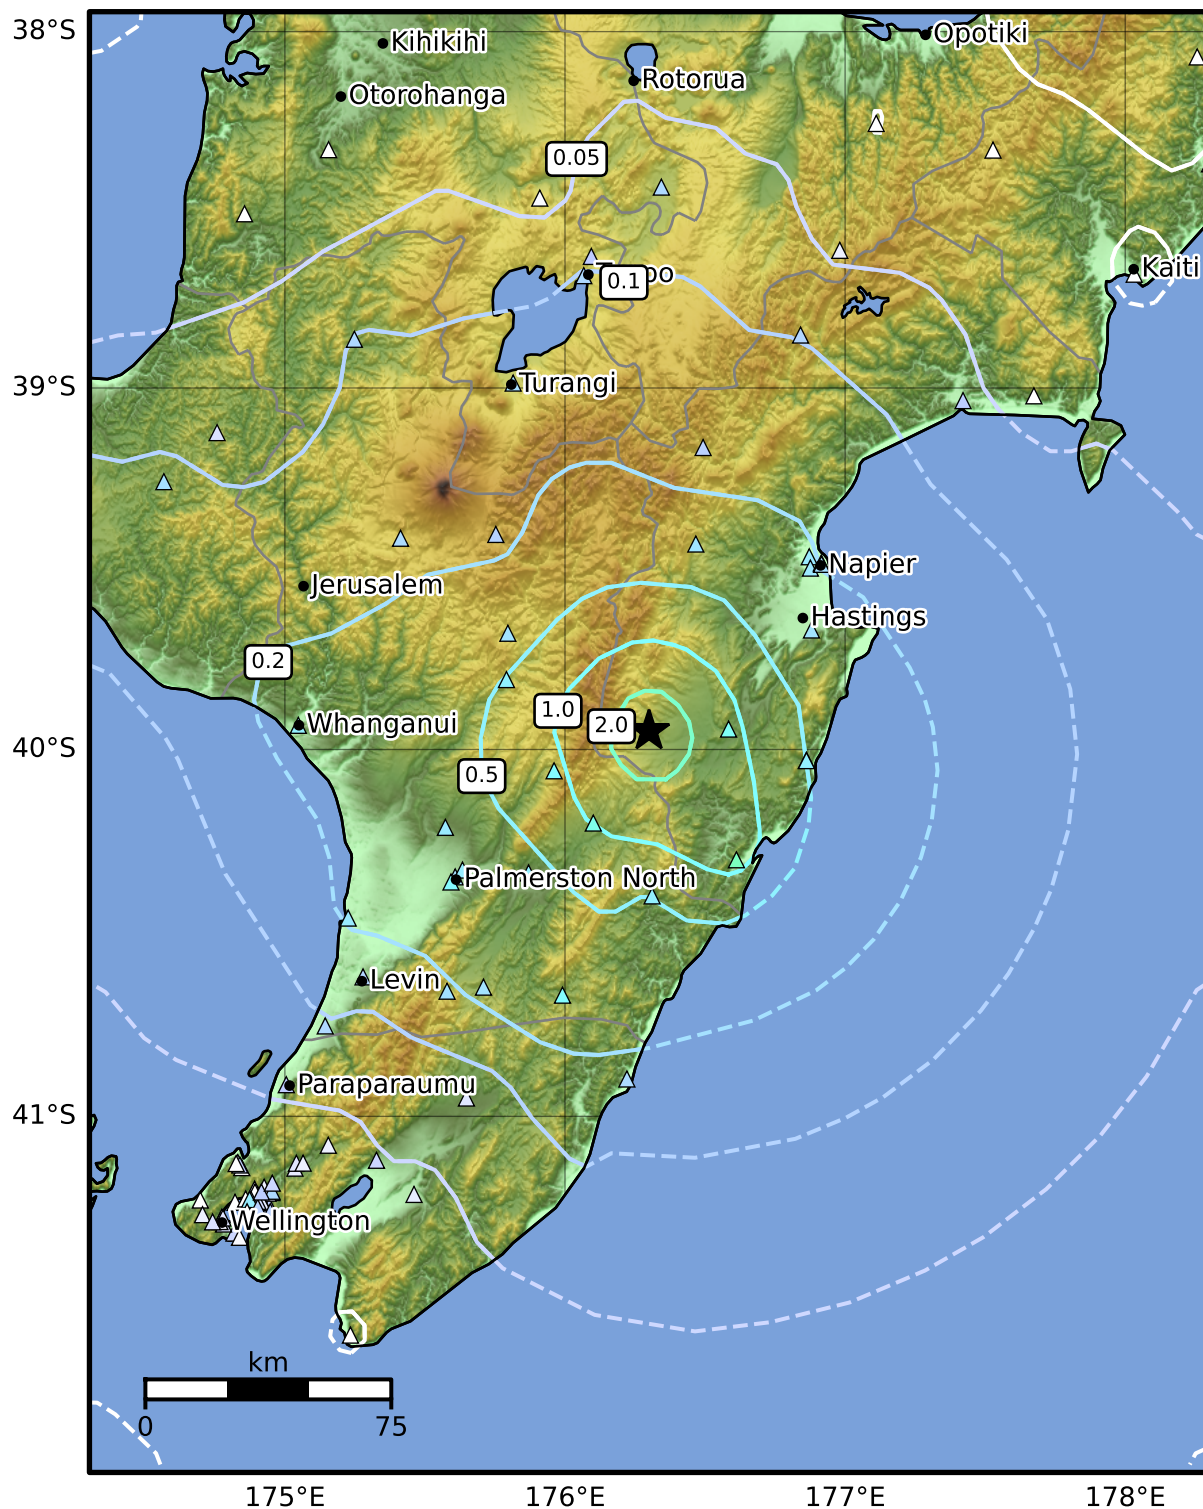 38°S
Kihikihi
Opotiki
Rotorua
Otorohanga
0.05
Kaiti
0.1
39°S
Turangi
Napier
Jerusalem
Hastings
0.2
1.0
2.0
Whanganui
40°S
0.5
Palmerston North
Levin
Paraparaumu
41°S
Wellington
km
0 75
175°E 176°E 177°E 178°E